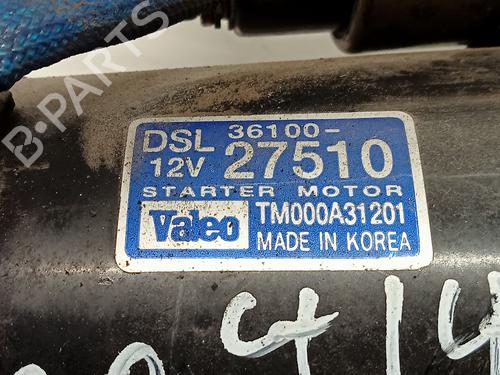 B-PARTS
DSL 36100-
12V 27510
STARTER MOTOR
Valeo TM000A31201
MADE IN KOREA